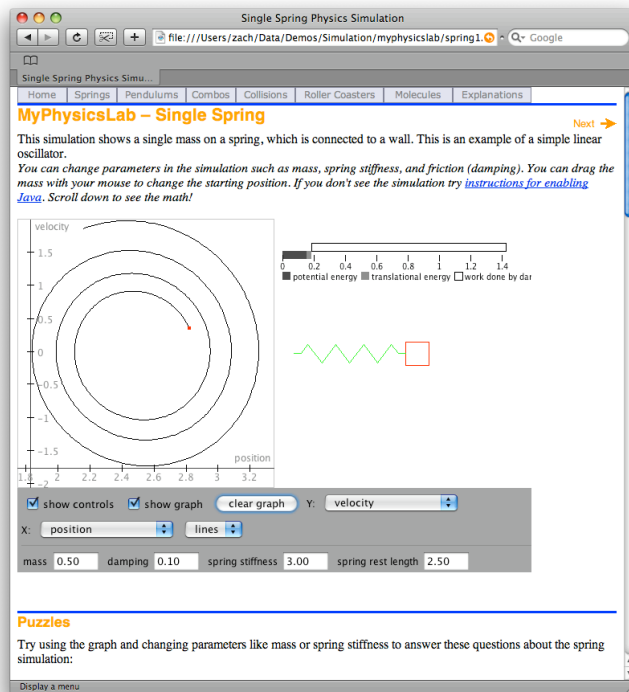 Single Spring Physics Simulation
file:///Users/zach/Data/Demos/Simulation/myphysicslab/spring1. Google
Single Spring Physics Simu...
Home Springs Pendulums Combos Collisions Roller Coasters Molecules Explanations
MyPhysicsLab – Single Spring
Next
This simulation shows a single mass on a spring, which is connected to a wall. This is an example of a simple linear
oscillator.
You can change parameters in the simulation such as mass, spring stiffness, and friction (damping). You can drag the
mass with your mouse to change the starting position. If you don't see the simulation try instructions for enabling
Java. Scroll down to see the math!
velocity
1.5
1
0.5
0
-0.5
-1
-1.5
-2
position
1.8 2 2.2 2.4 2.6 2.8 3 3.2
0 0.2 0.4 0.6 0.8 1 1.2 1.4
potential energy translational energy work done by dar
show controls show graph clear graph Y: velocity
X: position lines
mass 0.50 damping 0.10 spring stiffness 3.00 spring rest length 2.50
Puzzles
Try using the graph and changing parameters like mass or spring stiffness to answer these questions about the spring
simulation:
Display a menu